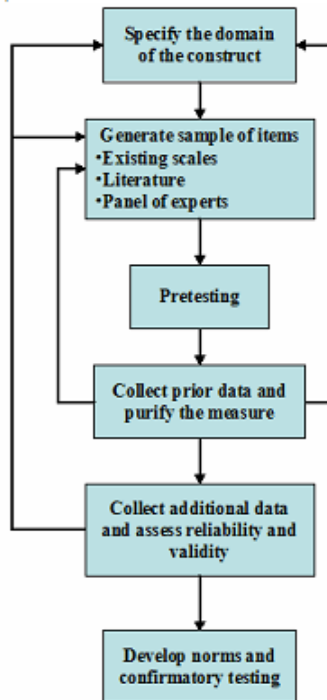 Specify the domain
of the construct
Generate sample of items
•Existing scales
•Literature
•Panel of experts
Pretesting
Collect prior data and
purify the measure
Collect additional data
and assess reliability and
validity
Develop norms and
confirmatory testing